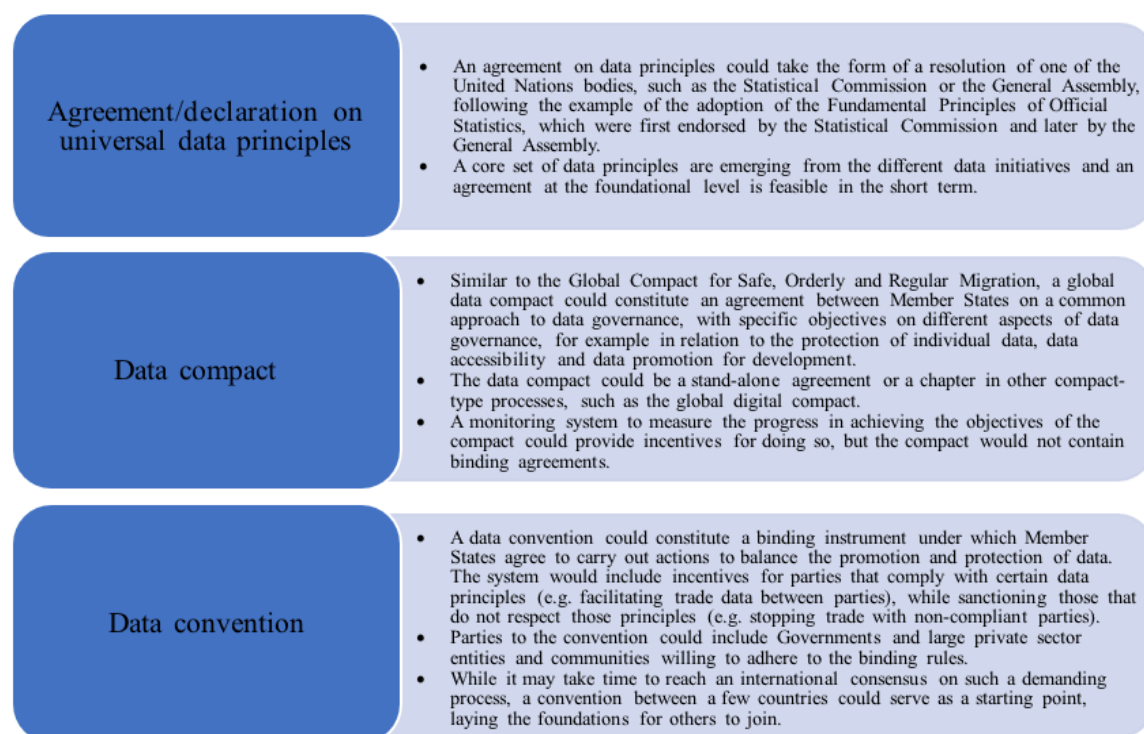 Agreement/declaration on
universal data principles
• An agreement on data principles could take the form of a resolution of one of the
United Nations bodies, such as the Statistical Commission or the General Assembly,
following the example of the adoption of the Fundamental Principles of Official
Statistics, which were first endorsed by the Statistical Commission and later by the
General Assembly.
• A core set of data principles are emerging from the different data initiatives and an
agreement at the foundational level is feasible in the short term.
Data compact
• Similar to the Global Compact for Safe, Orderly and Regular Migration, a global
data compact could constitute an agreement between Member States on a common
approach to data governance, with specific objectives on different aspects of data
governance, for example in relation to the protection of individual data, data
accessibility and data promotion for development.
• The data compact could be a stand-alone agreement or a chapter in other compact-
type processes, such as the global digital compact.
• A monitoring system to measure the progress in achieving the objectives of the
compact could provide incentives for doing so, but the compact would not contain
binding agreements.
Data convention
• A data convention could constitute a binding instrument under which Member
States agree to carry out actions to balance the promotion and protection of data.
The system would include incentives for parties that comply with certain data
principles (e.g. facilitating trade data between parties), while sanctioning those that
do not respect those principles (e.g. stopping trade with non-compliant parties).
• Parties to the convention could include Governments and large private sector
entities and communities willing to adhere to the binding rules.
• While it may take time to reach an international consensus on such a demanding
process, a convention between a few countries could serve as a starting point,
laying the foundations for others to join.